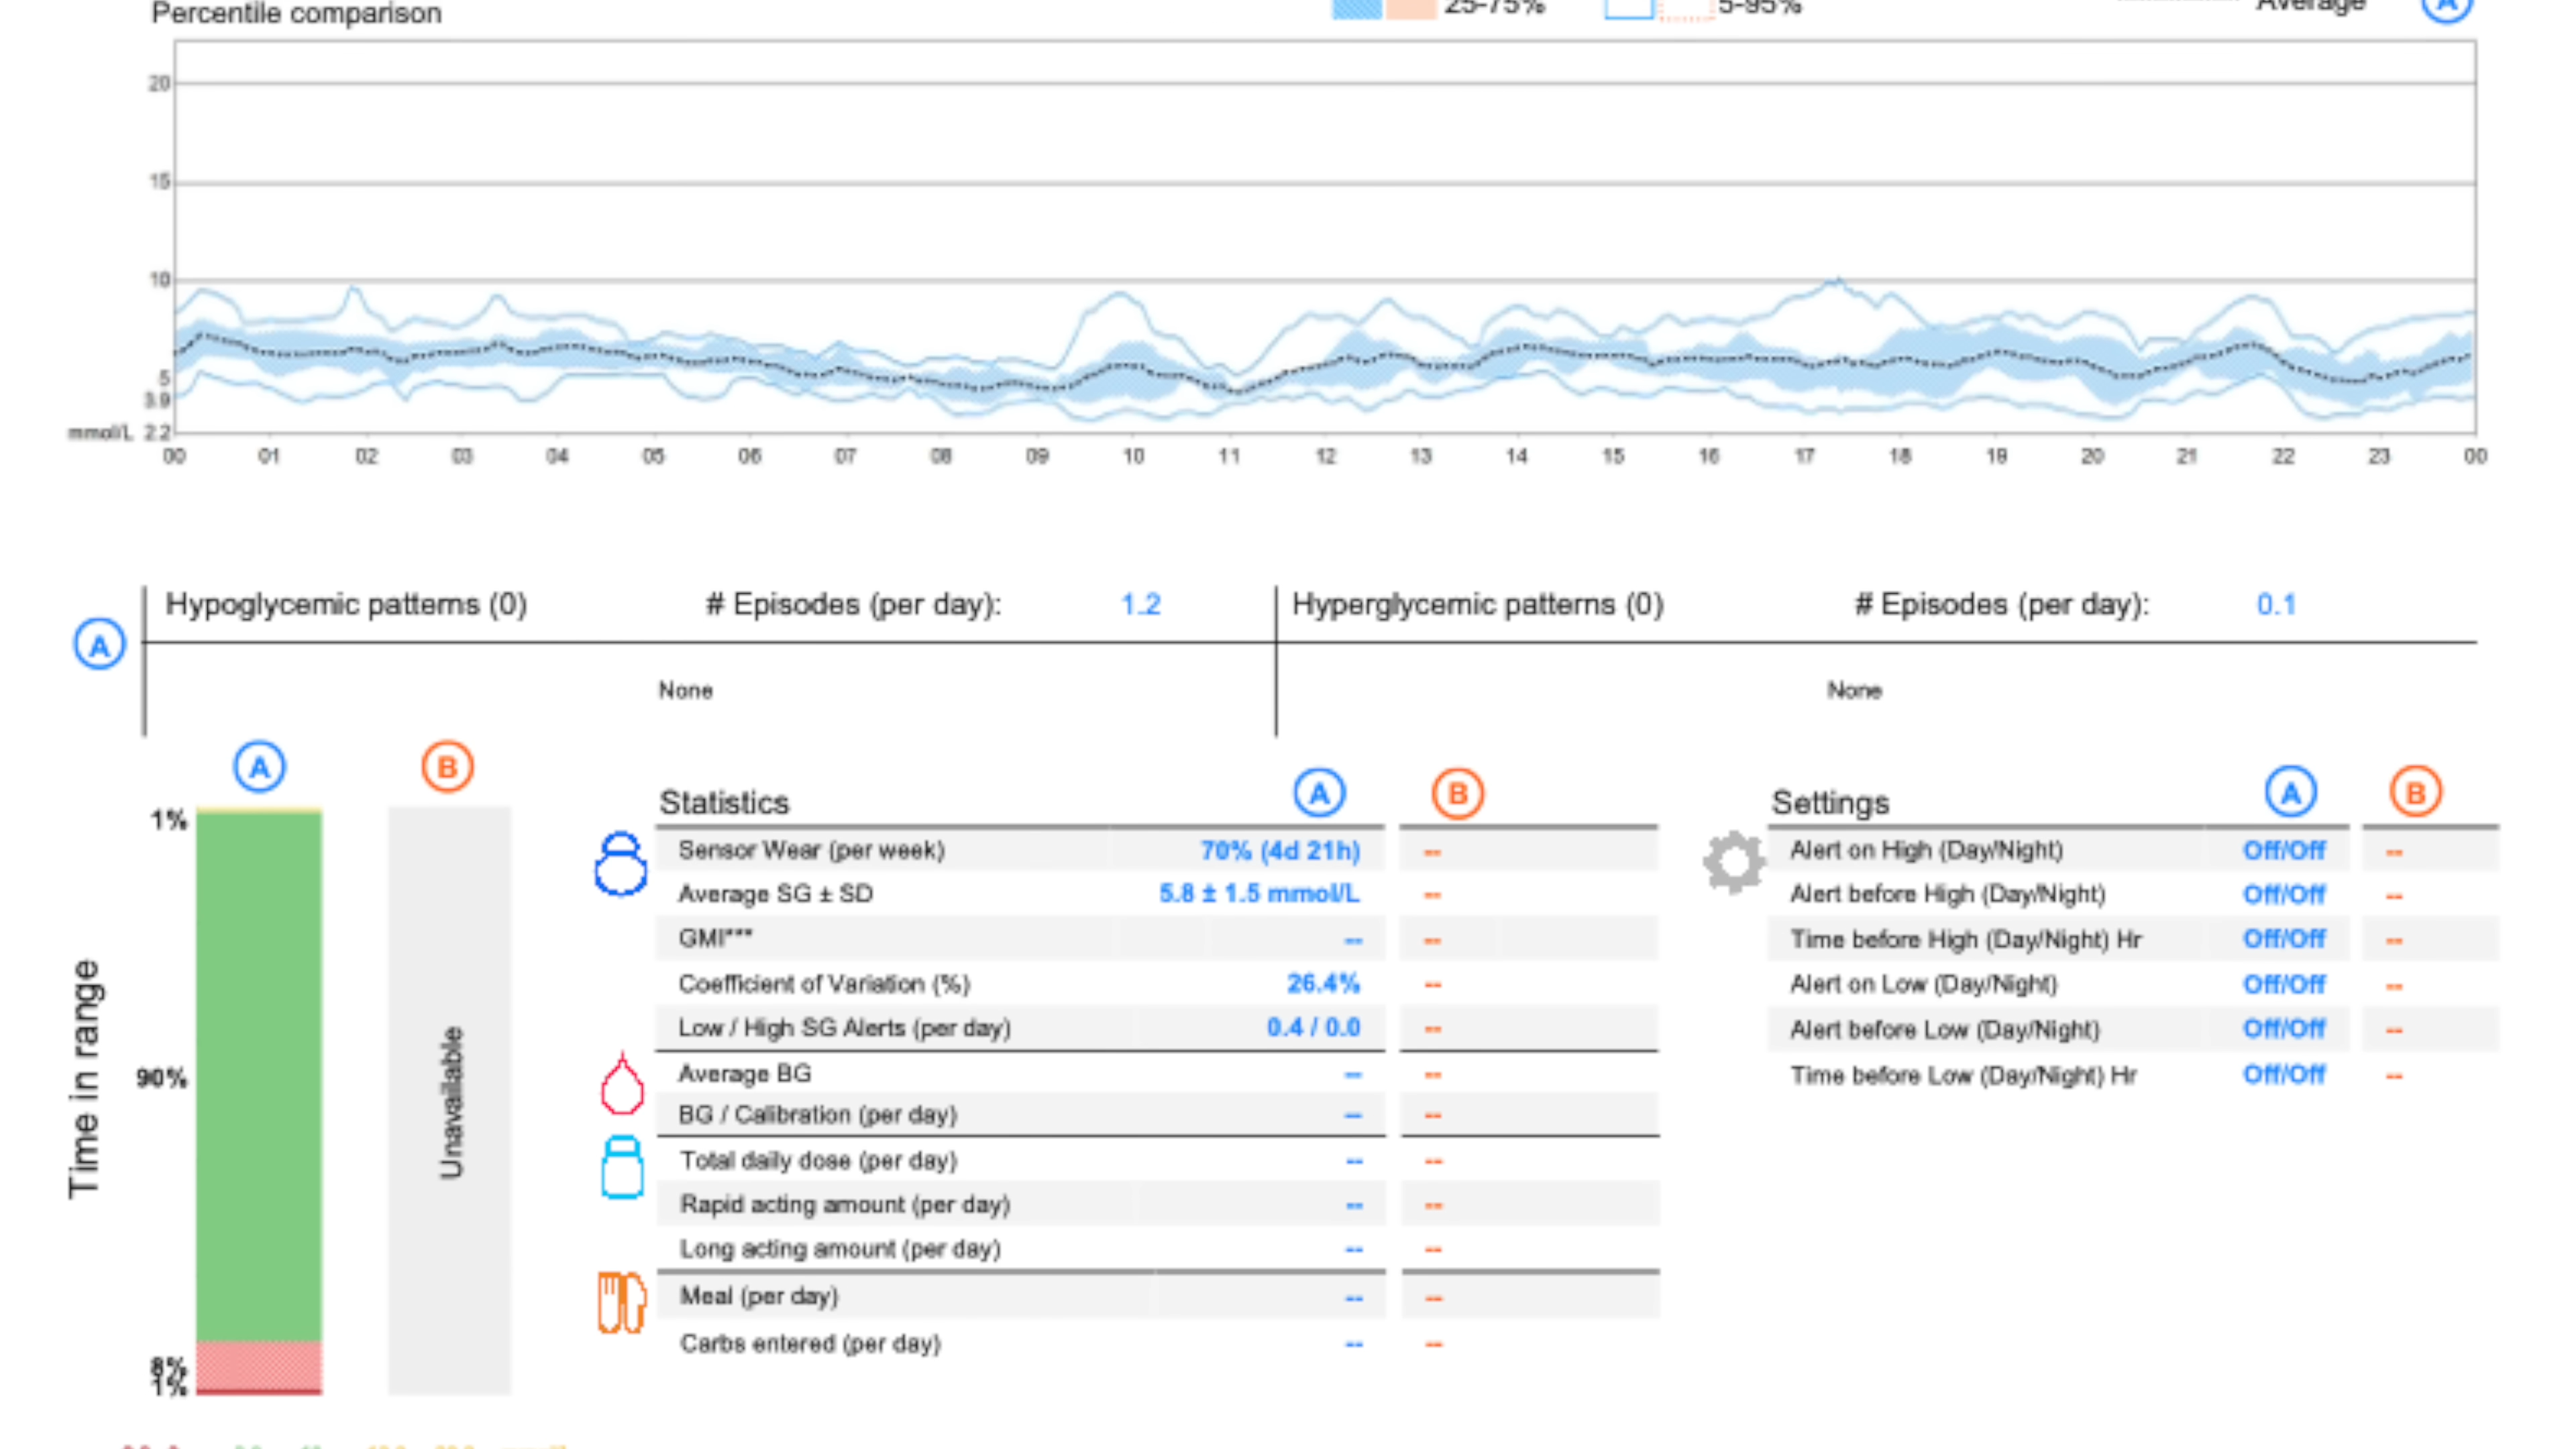 Percentile comparison 25-75% 5-95% Average A
20
15
10
5
3.9
mmol/L 2.2
00 01 02 03 04 05 06 07 08 09 10 11 12 13 14 15 16 17 18 19 20 21 22 23 00
Hypoglycemic patterns (0) # Episodes (per day): 1.2 Hyperglycemic patterns (0) # Episodes (per day): 0.1
A
None None
A B
1%
90%
8%
1%
Time in range
Unavailable
Statistics A B
Sensor Wear (per week) 70% (4d 21h) --
Average SG ± SD 5.8 ± 1.5 mmol/L --
GMI*** -- --
Coefficient of Variation (%) 26.4% --
Low / High SG Alerts (per day) 0.4 / 0.0 --
Average BG -- --
BG / Calibration (per day) -- --
Total daily dose (per day) -- --
Rapid acting amount (per day) -- --
Long acting amount (per day) -- --
Meal (per day) -- --
Carbs entered (per day) -- --
Settings A B
Alert on High (Day/Night) Off/Off --
Alert before High (Day/Night) Off/Off --
Time before High (Day/Night) Hr Off/Off --
Alert on Low (Day/Night) Off/Off --
Alert before Low (Day/Night) Off/Off --
Time before Low (Day/Night) Hr Off/Off --